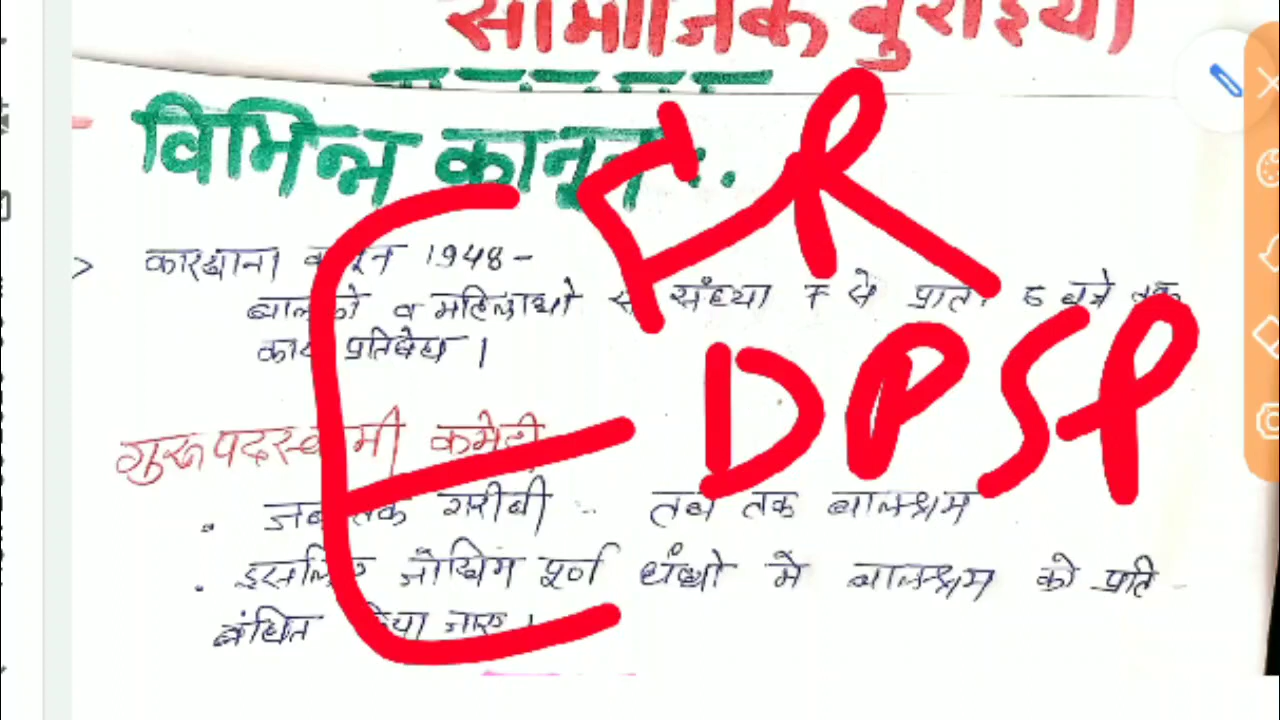 सामाजिक बुराइयां
विभिन्न कानून :.
FR
> कारखाना कानून 1948 -
बालको व महिलाओ से संध्या 7 से प्रातः 6 बजे तक
कार्य प्रतिषेध ।
DPSP
गुरुपदस्वामी कमेटी
. जब तक गरीबी - तब तक बालश्रम
. इसलिए जोखिम पूर्ण धंधो मे बालश्रम को प्रति -
बंधित किया जाए ।